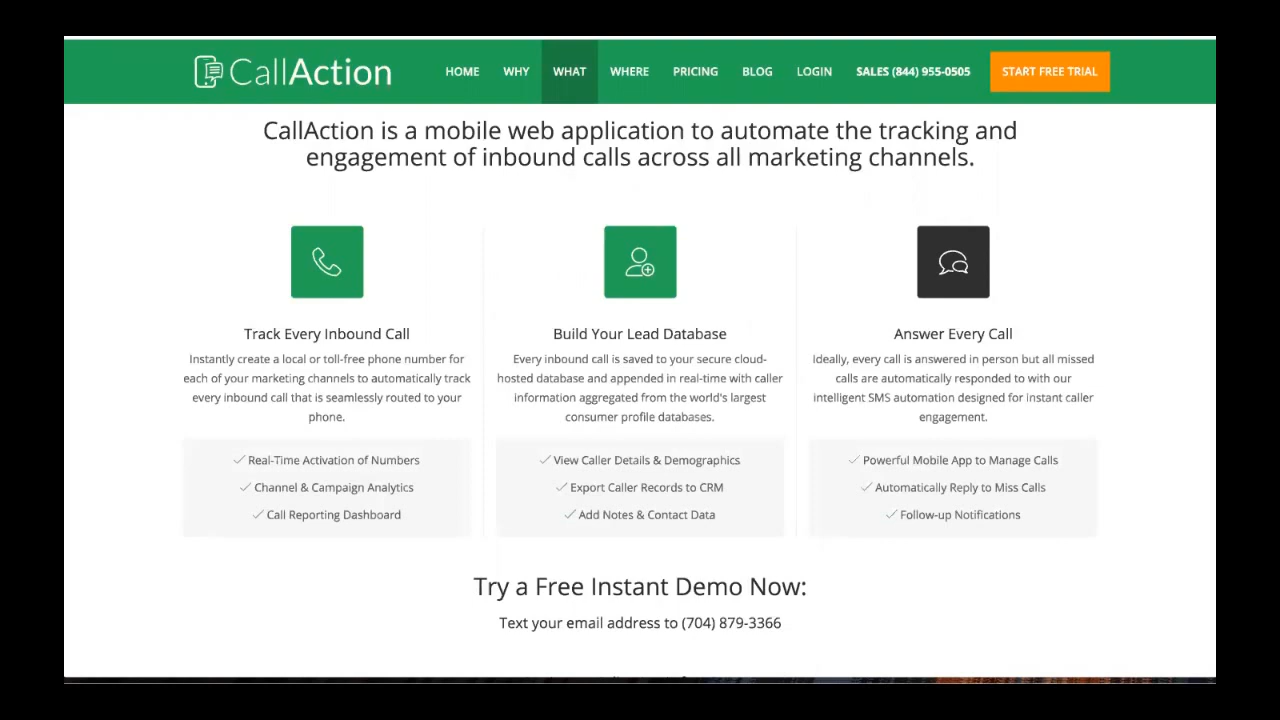 CallAction
HOME WHY WHAT WHERE PRICING BLOG LOGIN SALES (844) 955-0505 START FREE TRIAL
CallAction is a mobile web application to automate the tracking and
engagement of inbound calls across all marketing channels.
Track Every Inbound Call
Instantly create a local or toll-free phone number for
each of your marketing channels to automatically track
every inbound call that is seamlessly routed to your
phone.
Real-Time Activation of Numbers
Channel & Campaign Analytics
Call Reporting Dashboard
Build Your Lead Database
Every inbound call is saved to your secure cloud-
hosted database and appended in real-time with caller
information aggregated from the world's largest
consumer profile databases.
View Caller Details & Demographics
Export Caller Records to CRM
Add Notes & Contact Data
Answer Every Call
Ideally, every call is answered in person but all missed
calls are automatically responded to with our
intelligent SMS automation designed for instant caller
engagement.
Powerful Mobile App to Manage Calls
Automatically Reply to Miss Calls
Follow-up Notifications
Try a Free Instant Demo Now:
Text your email address to (704) 879-3366